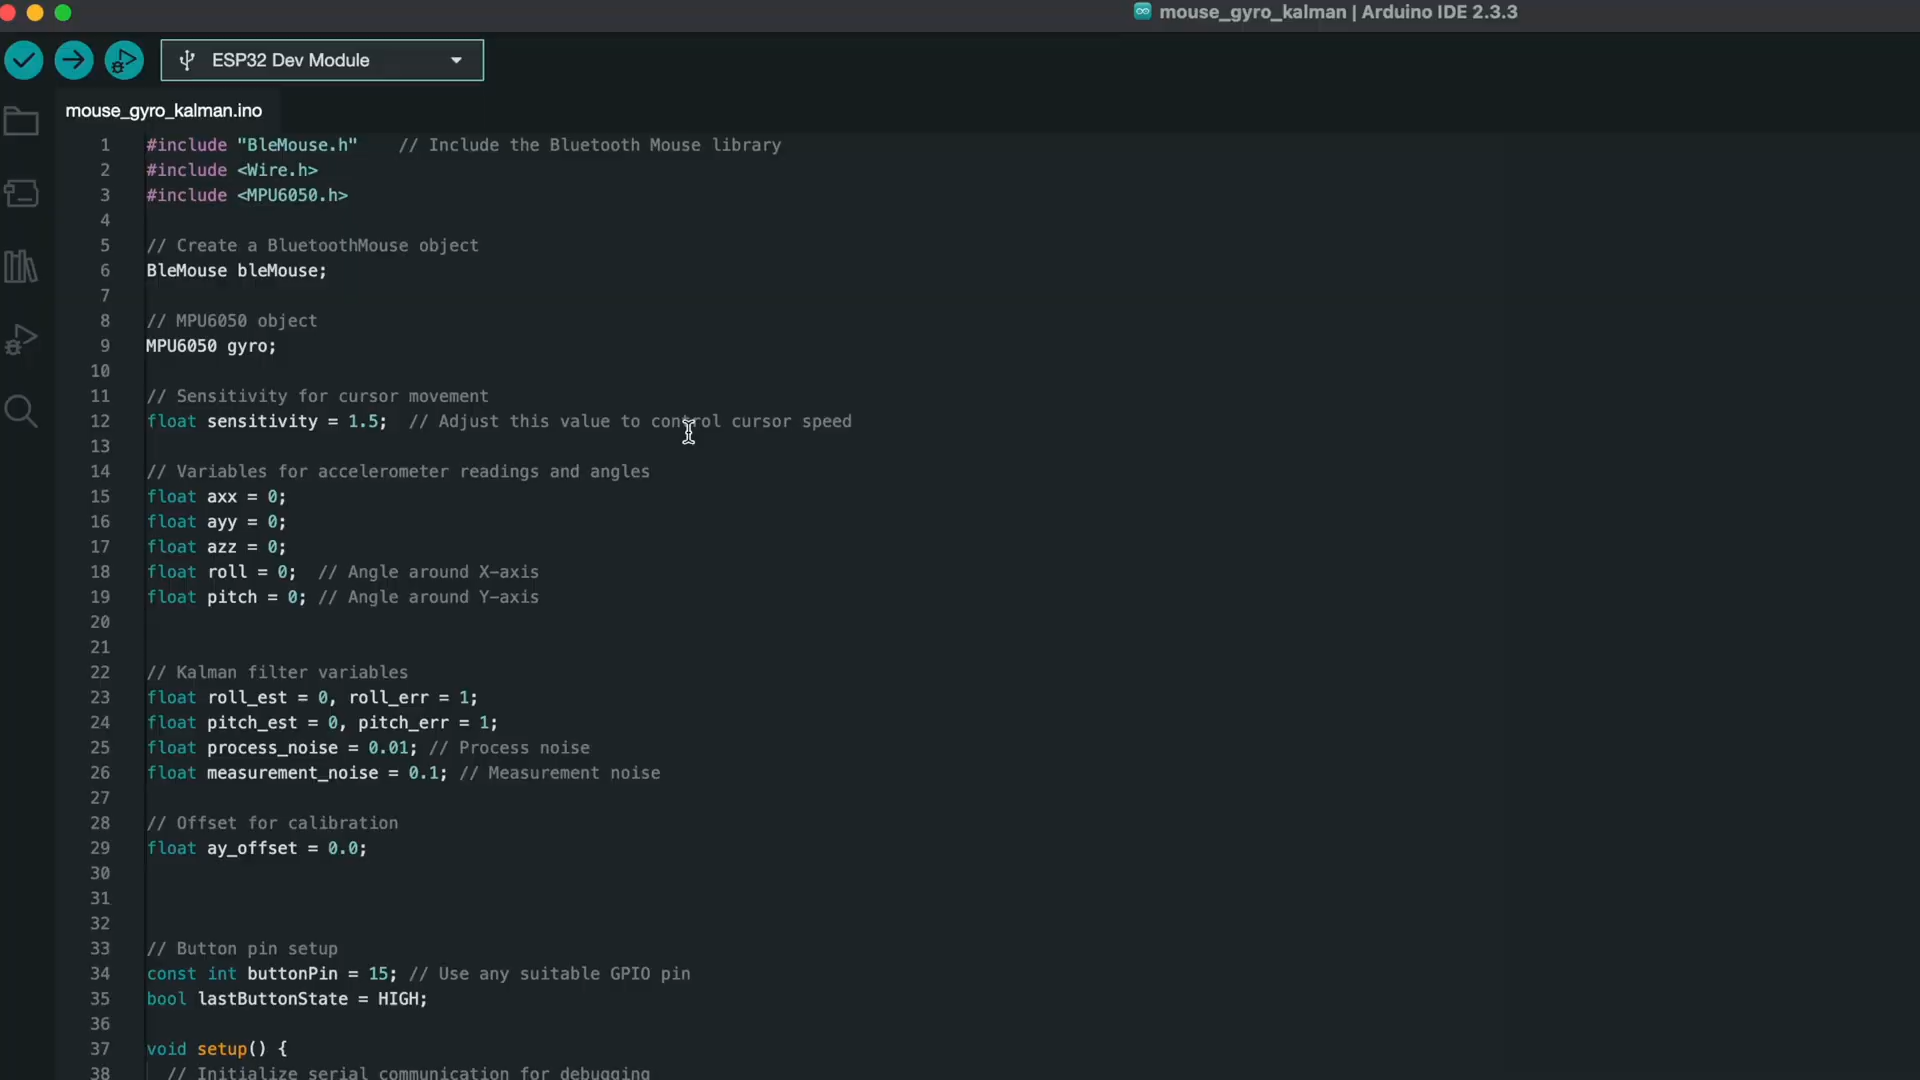 mouse_gyro_kalman | Arduino IDE 2.3.3
ESP32 Dev Module
mouse_gyro_kalman.ino
1 #include "BleMouse.h"    // Include the Bluetooth Mouse library
2 #include <Wire.h>
3 #include <MPU6050.h>
4
5 // Create a BluetoothMouse object
6 BleMouse bleMouse;
7
8 // MPU6050 object
9 MPU6050 gyro;
10
11 // Sensitivity for cursor movement
12 float sensitivity = 1.5;  // Adjust this value to control cursor speed
13
14 // Variables for accelerometer readings and angles
15 float axx = 0;
16 float ayy = 0;
17 float azz = 0;
18 float roll = 0;  // Angle around X-axis
19 float pitch = 0; // Angle around Y-axis
20
21
22 // Kalman filter variables
23 float roll_est = 0, roll_err = 1;
24 float pitch_est = 0, pitch_err = 1;
25 float process_noise = 0.01; // Process noise
26 float measurement_noise = 0.1; // Measurement noise
27
28 // Offset for calibration
29 float ay_offset = 0.0;
30
31
32
33 // Button pin setup
34 const int buttonPin = 15; // Use any suitable GPIO pin
35 bool lastButtonState = HIGH;
36
37 void setup() {
38   // Initialize serial communication for debugging